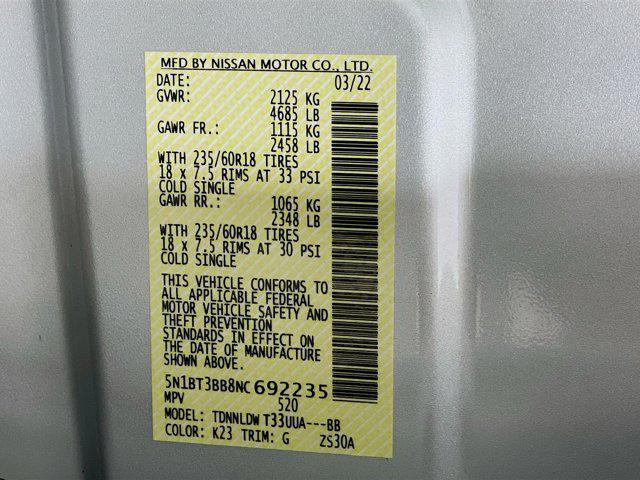 MFD BY NISSAN MOTOR CO., LTD.
DATE: 03/22
GVWR: 2125 KG
4685 LB
GAWR FR.: 1115 KG
2458 LB
WITH 235/60R18 TIRES
18 x 7.5 RIMS AT 33 PSI
COLD SINGLE
GAWR RR.: 1065 KG
2348 LB
WITH 235/60R18 TIRES
18 x 7.5 RIMS AT 30 PSI
COLD SINGLE
THIS VEHICLE CONFORMS TO
ALL APPLICABLE FEDERAL
MOTOR VEHICLE SAFETY AND
THEFT PREVENTION
STANDARDS IN EFFECT ON
THE DATE OF MANUFACTURE
SHOWN ABOVE.
5N1BT3BB8NC692235
MPV 520
MODEL: TDNNLDW T33UUA---BB
COLOR: K23 TRIM: G ZS30A